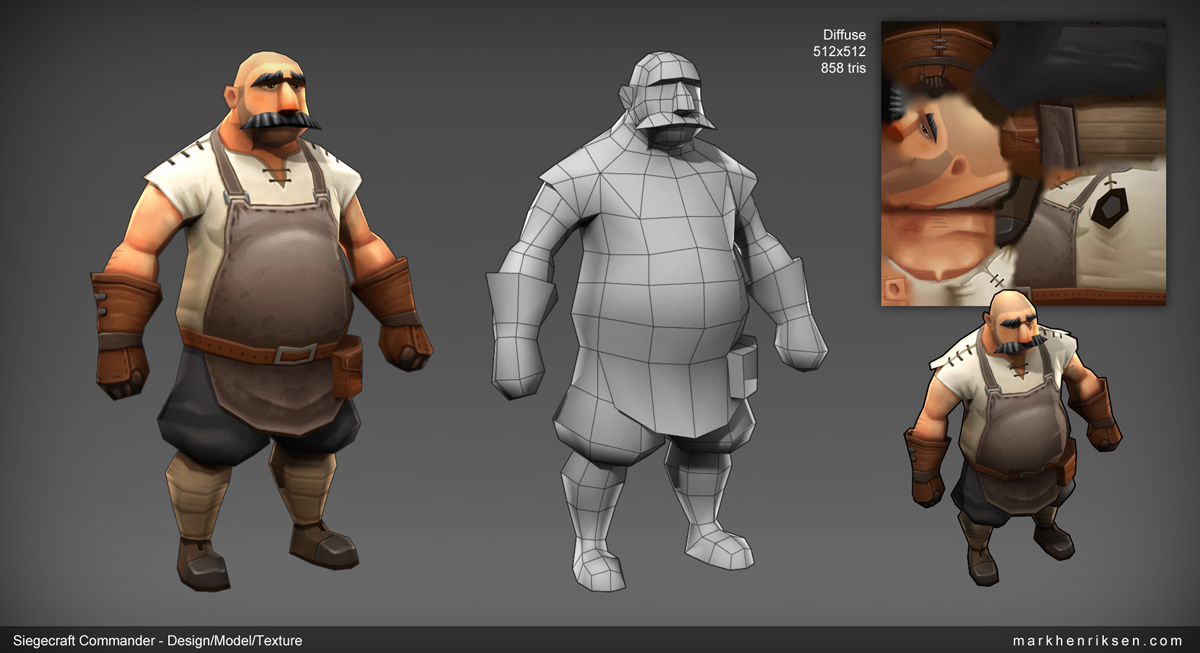 Diffuse
512x512
858 tris
Siegecraft Commander - Design/Model/Texture
markhenriksen.com